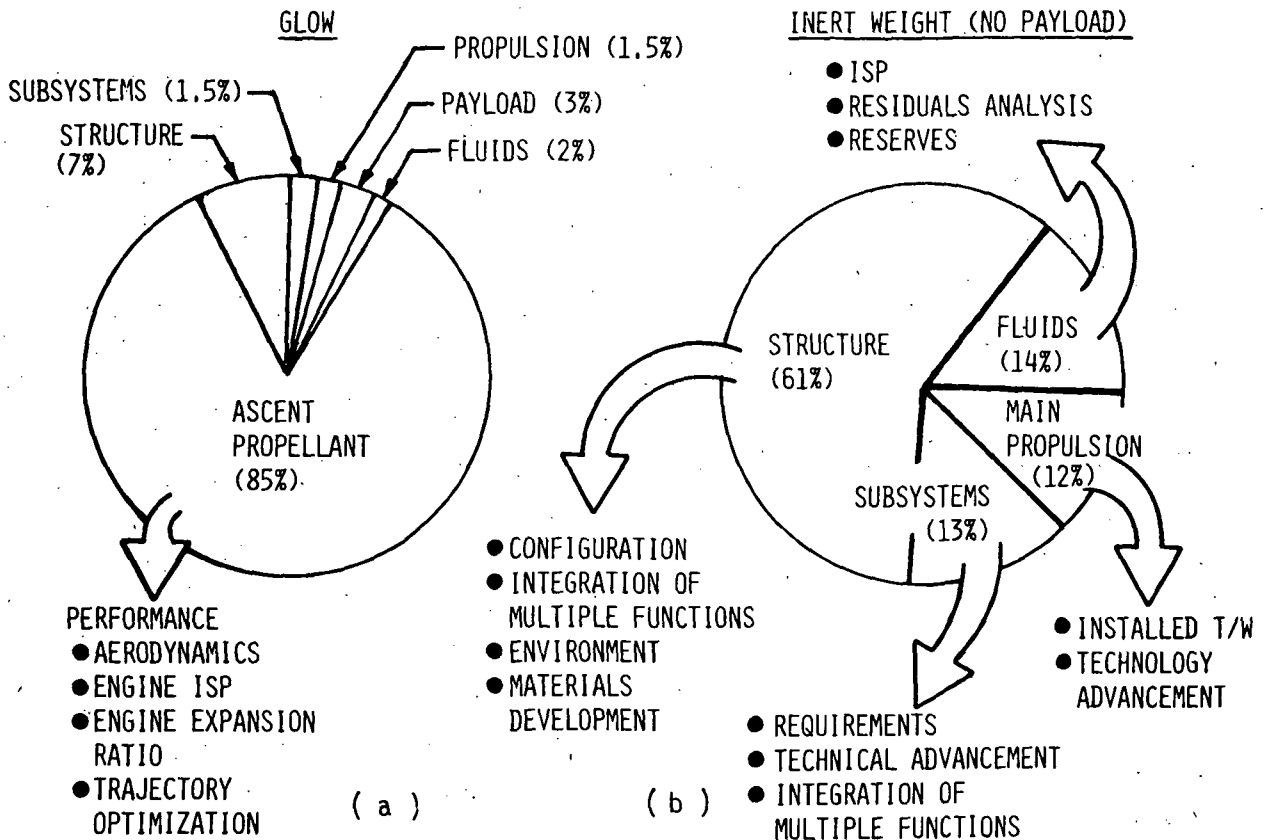 GLOW
PROPULSION (1.5%)
SUBSYSTEMS (1.5%)
PAYLOAD (3%)
STRUCTURE
(7%)
FLUIDS (2%)
ASCENT
PROPELLANT
(85%)
PERFORMANCE
● AERODYNAMICS
● ENGINE ISP
● ENGINE EXPANSION
RATIO
● TRAJECTORY
OPTIMIZATION
(a)
INERT WEIGHT (NO PAYLOAD)
● ISP
● RESIDUALS ANALYSIS
● RESERVES
STRUCTURE
(61%)
FLUIDS
(14%)
MAIN
PROPULSION
(12%)
SUBSYSTEMS
(13%)
● CONFIGURATION
● INTEGRATION OF
MULTIPLE FUNCTIONS
● ENVIRONMENT
● MATERIALS
DEVELOPMENT
● INSTALLED T/W
● TECHNOLOGY
ADVANCEMENT
● REQUIREMENTS
● TECHNICAL ADVANCEMENT
● INTEGRATION OF
MULTIPLE FUNCTIONS
(b)